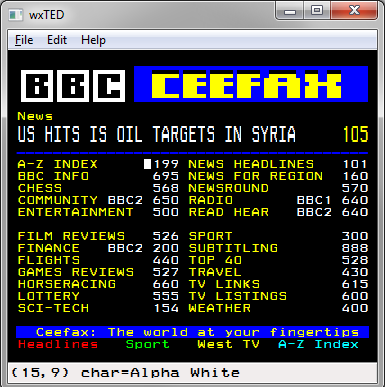 wxTED
File Edit Help
BBC CEEFAX
News
US HITS IS OIL TARGETS IN SYRIA 105
A-Z INDEX 199 NEWS HEADLINES 101
BBC INFO 695 NEWS FOR REGION 160
CHESS 568 NEWSROUND 570
COMMUNITY BBC2 650 RADIO BBC1 640
ENTERTAINMENT 500 READ HEAR BBC2 640
FILM REVIEWS 526 SPORT 300
FINANCE BBC2 200 SUBTITLING 888
FLIGHTS 440 TOP 40 528
GAMES REVIEWS 527 TRAVEL 430
HORSERACING 660 TV LINKS 615
LOTTERY 555 TV LISTINGS 600
SCI-TECH 154 WEATHER 400
Ceefax: The world at your fingertips
Headlines Sport West TV A-Z Index
(15, 9) char=Alpha White